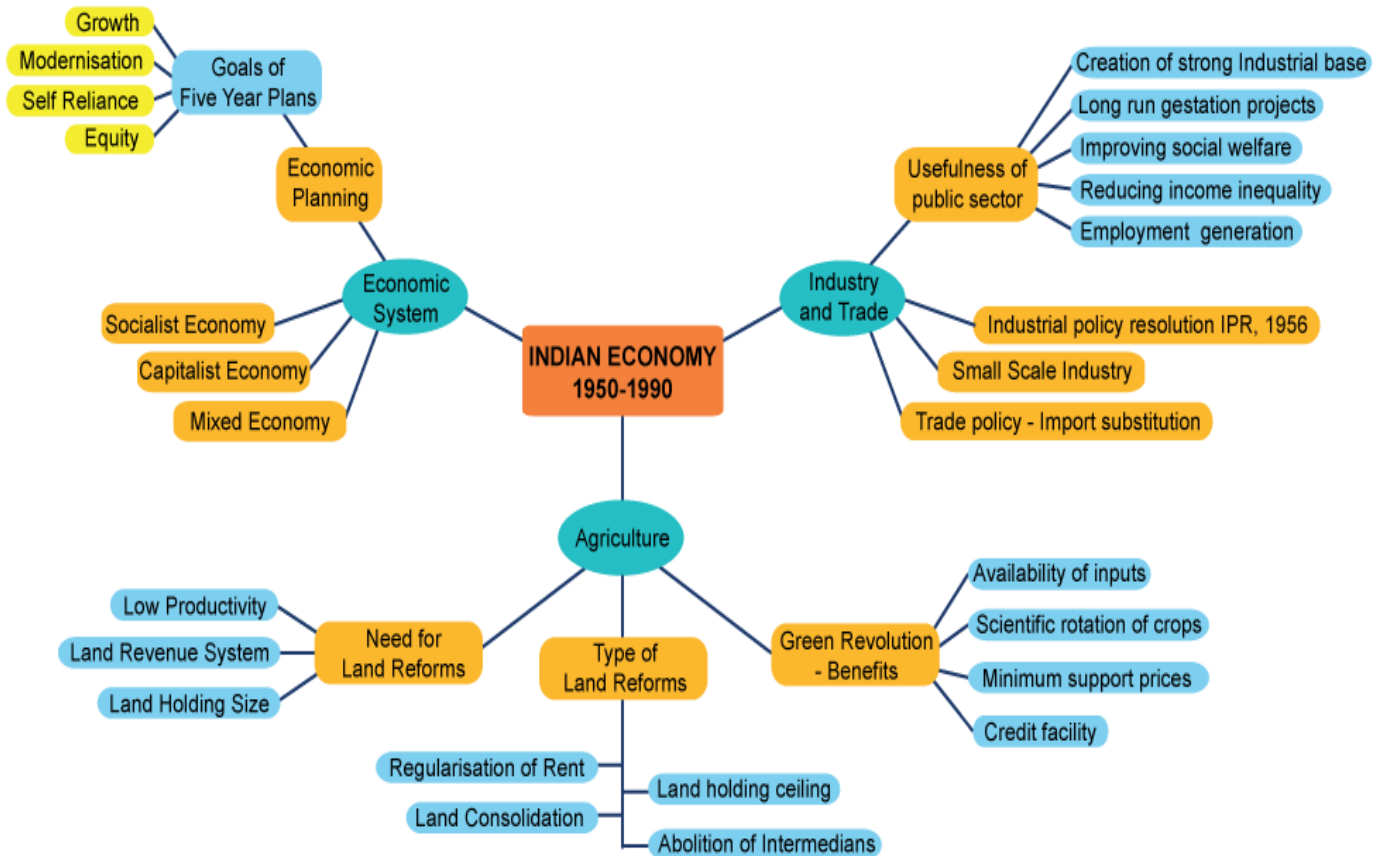 Growth
Modernisation
Self Reliance
Equity
Goals of
Five Year Plans
Economic
Planning
Economic
System
Socialist Economy
Capitalist Economy
Mixed Economy
INDIAN ECONOMY
1950-1990
Creation of strong Industrial base
Long run gestation projects
Improving social welfare
Reducing income inequality
Employment generation
Usefulness of
public sector
Industry
and Trade
Industrial policy resolution IPR, 1956
Small Scale Industry
Trade policy - Import substitution
Agriculture
Low Productivity
Land Revenue System
Land Holding Size
Need for
Land Reforms
Type of
Land Reforms
Regularisation of Rent
Land holding ceiling
Land Consolidation
Abolition of Intermedians
Green Revolution
- Benefits
Availability of inputs
Scientific rotation of crops
Minimum support prices
Credit facility